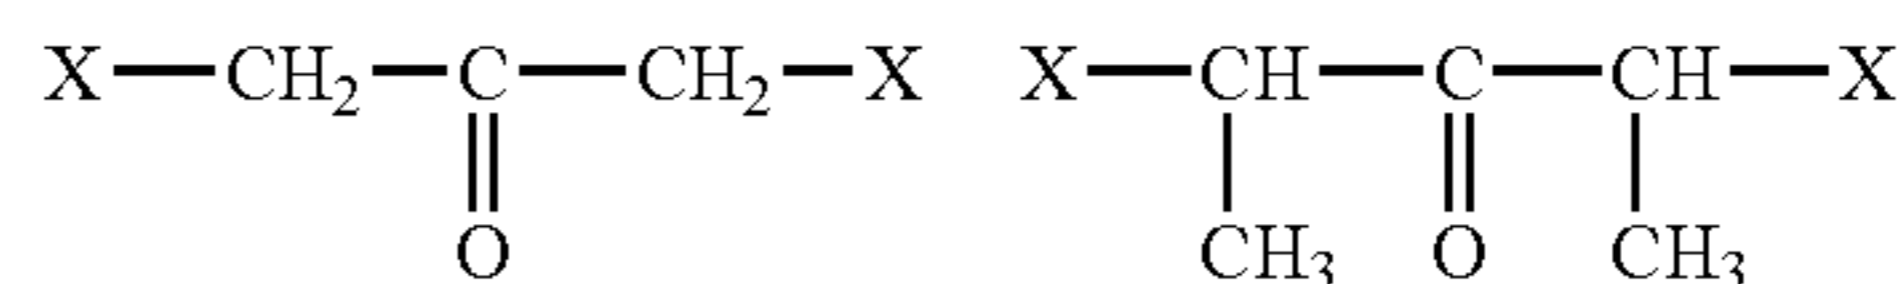 X—CH₂—C—CH₂—X X—CH—C—CH—X
O CH₃ O CH₃